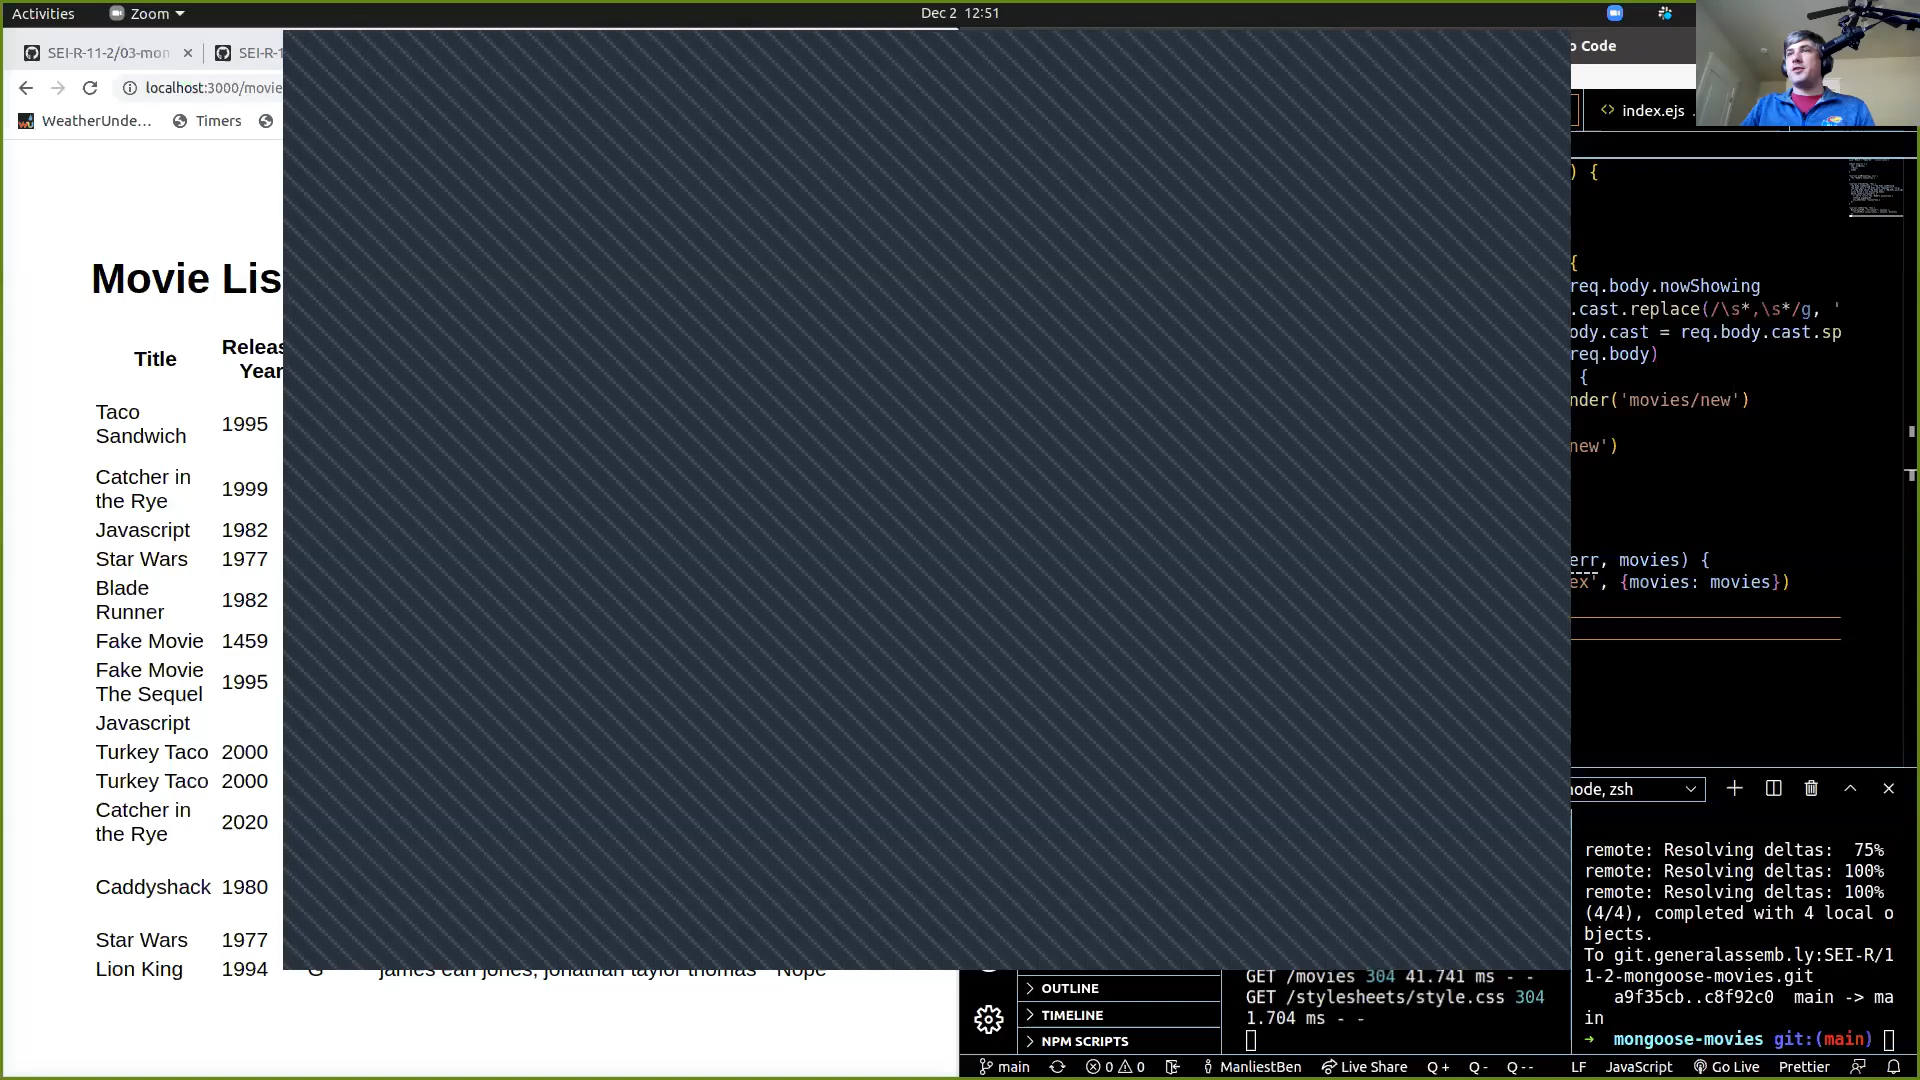 Activities Zoom Dec 2 12:51
SEI-R-11-2/03-mon SEI-R-1 Code
localhost:3000/movie
WeatherUnde... Timers
index.ejs
) {
{
req.body.nowShowing
.cast.replace(/\s*,\s*/g, '
ody.cast = req.body.cast.sp
req.body)
{
nder('movies/new')
new')
err, movies) {
ex', {movies: movies})
Movie Lis
Title Releas
Year
Taco
Sandwich 1995
Catcher in
the Rye 1999
Javascript 1982
Star Wars 1977
Blade
Runner 1982
Fake Movie 1459
Fake Movie
The Sequel 1995
Javascript
Turkey Taco 2000
Turkey Taco 2000
Catcher in
the Rye 2020
Caddyshack 1980
Star Wars 1977
Lion King 1994 G james earl jones, jonathan taylor thomas Nope
OUTLINE
TIMELINE
NPM SCRIPTS
GET /movies 304 41.741 ms - -
GET /stylesheets/style.css 304
1.704 ms - -
node, zsh
remote: Resolving deltas: 75%
remote: Resolving deltas: 100%
remote: Resolving deltas: 100%
(4/4), completed with 4 local o
bjects.
To git.generalassemb.ly:SEI-R/1
1-2-mongoose-movies.git
a9f35cb..c8f92c0 main -> ma
in
➜ mongoose-movies git:(main)
main 0 0 ManliestBen Live Share Q + Q - Q -- LF JavaScript Go Live Prettier